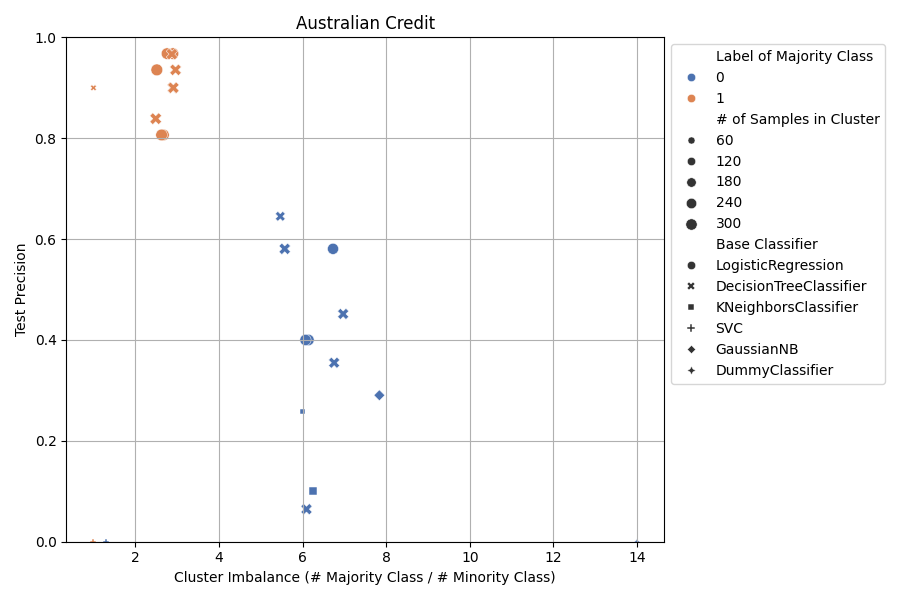 Australian Credit
Test Precision
1.0
0.8
0.6
0.4
0.2
0.0
2
4
6
8
10
12
14
Cluster Imbalance (# Majority Class / # Minority Class)
Label of Majority Class
0
1
# of Samples in Cluster
60
120
180
240
300
Base Classifier
LogisticRegression
DecisionTreeClassifier
KNeighborsClassifier
SVC
GaussianNB
DummyClassifier